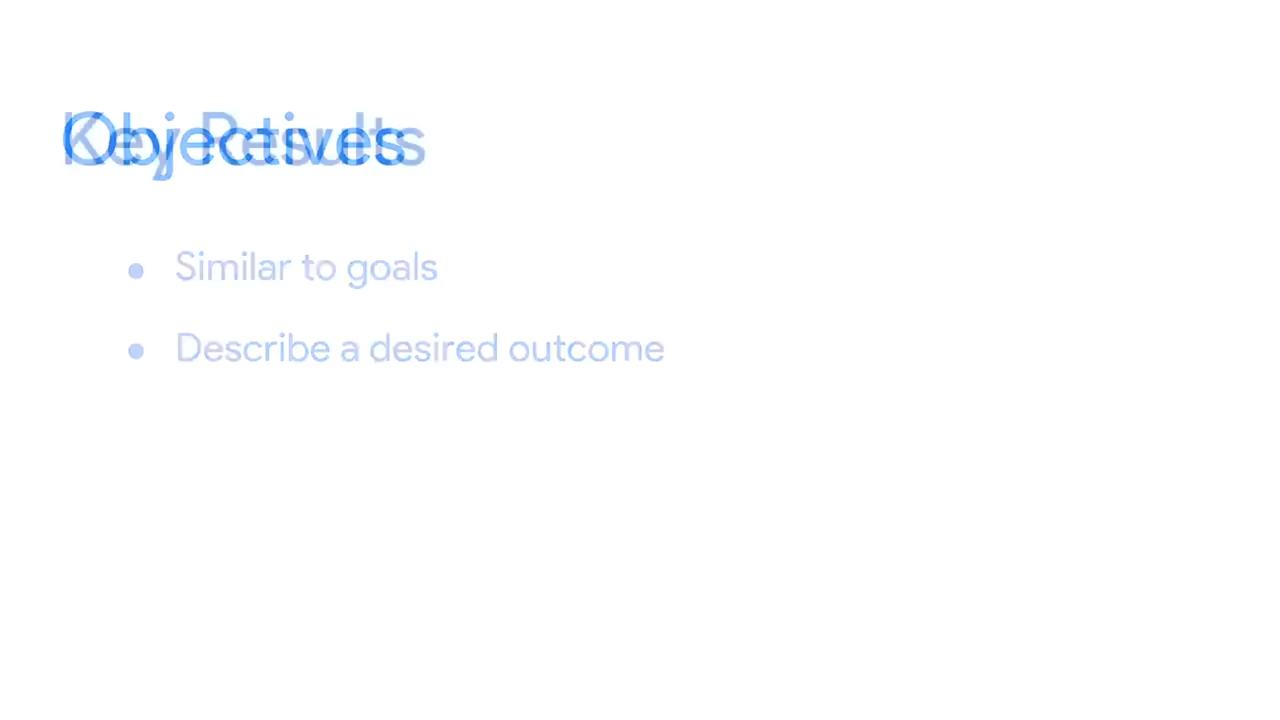 Objectives
Key Results
● Similar to goals
● Describe a desired outcome